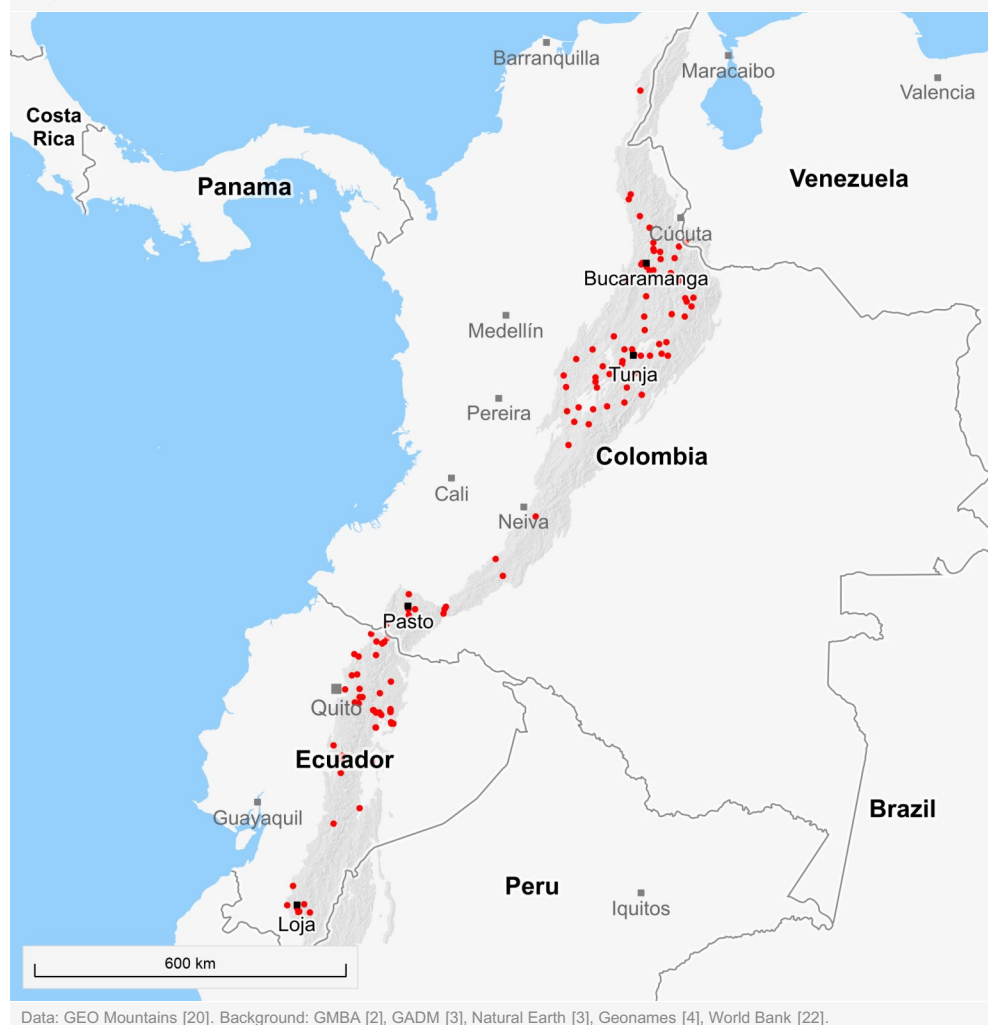 Barranquilla
Maracaibo
Valencia
Costa
Rica
Panama
Venezuela
Cúcuta
Bucaramanga
Medellín
Tunja
Pereira
Colombia
Cali
Neiva
Pasto
Quito
Ecuador
Guayaquil
Brazil
Peru
Iquitos
Loja
600 km
Data: GEO Mountains [20]. Background: GMBA [2], GADM [3], Natural Earth [3], Geonames [4], World Bank [22].